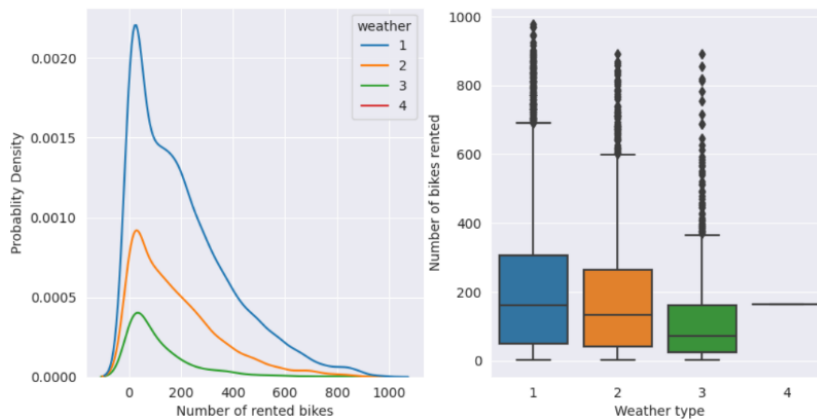 weather
1
2
3
4
0.0020
0.0015
0.0010
0.0005
0.0000
Probablity Density
0 200 400 600 800 1000
Number of rented bikes
1000
800
600
400
200
0
Number of bikes rented
1 2 3 4
Weather type